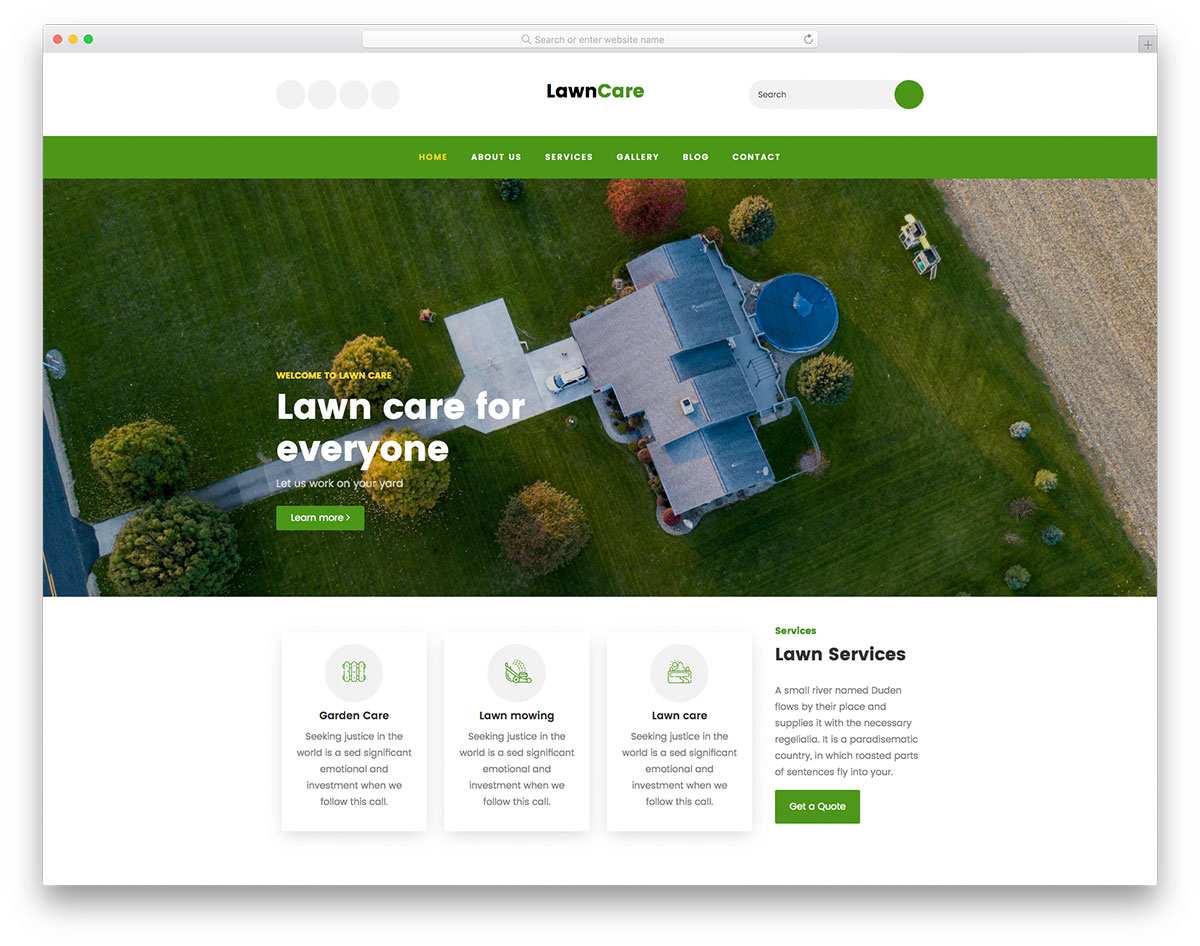 Search or enter website name
LawnCare
Search
HOME ABOUT US SERVICES GALLERY BLOG CONTACT
WELCOME TO LAWN CARE
Lawn care for
everyone
Let us work on your yard
Learn more >
Garden Care
Seeking justice in the
world is a sed significant
emotional and
investment when we
follow this call.
Lawn mowing
Seeking justice in the
world is a sed significant
emotional and
investment when we
follow this call.
Lawn care
Seeking justice in the
world is a sed significant
emotional and
investment when we
follow this call.
Services
Lawn Services
A small river named Duden
flows by their place and
supplies it with the necessary
regelialia. It is a paradisematic
country, in which roasted parts
of sentences fly into your.
Get a Quote